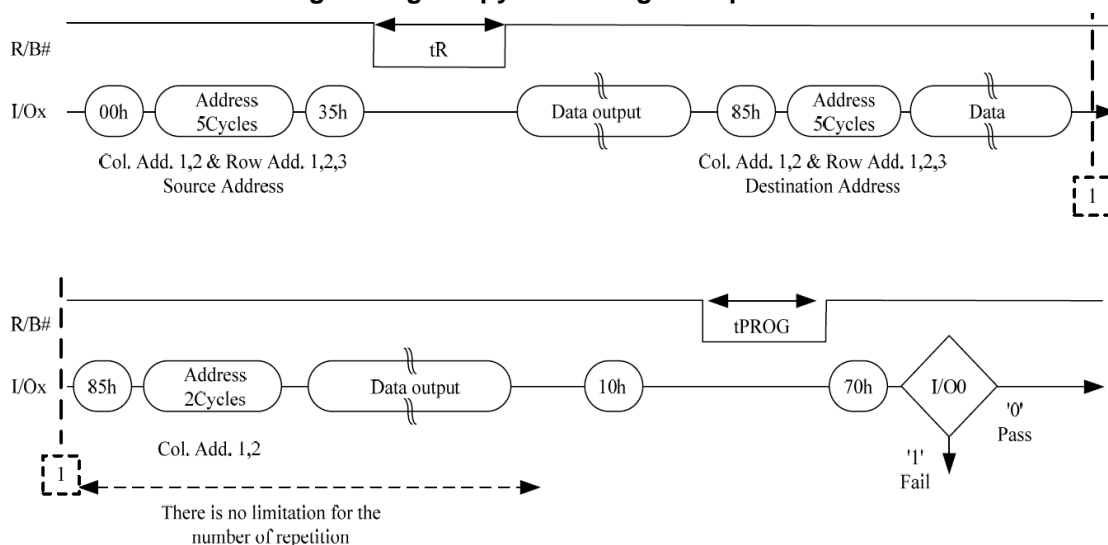 R/B#
tR
I/Ox
00h
Address
5Cycles
35h
Data output
85h
Address
5Cycles
Data
Col. Add. 1,2 & Row Add. 1,2,3
Source Address
Col. Add. 1,2 & Row Add. 1,2,3
Destination Address
1
R/B#
tPROG
I/Ox
85h
Address
2Cycles
Data output
10h
70h
I/O0
'0'
Pass
'1'
Fail
Col. Add. 1,2
1
There is no limitation for the
number of repetition